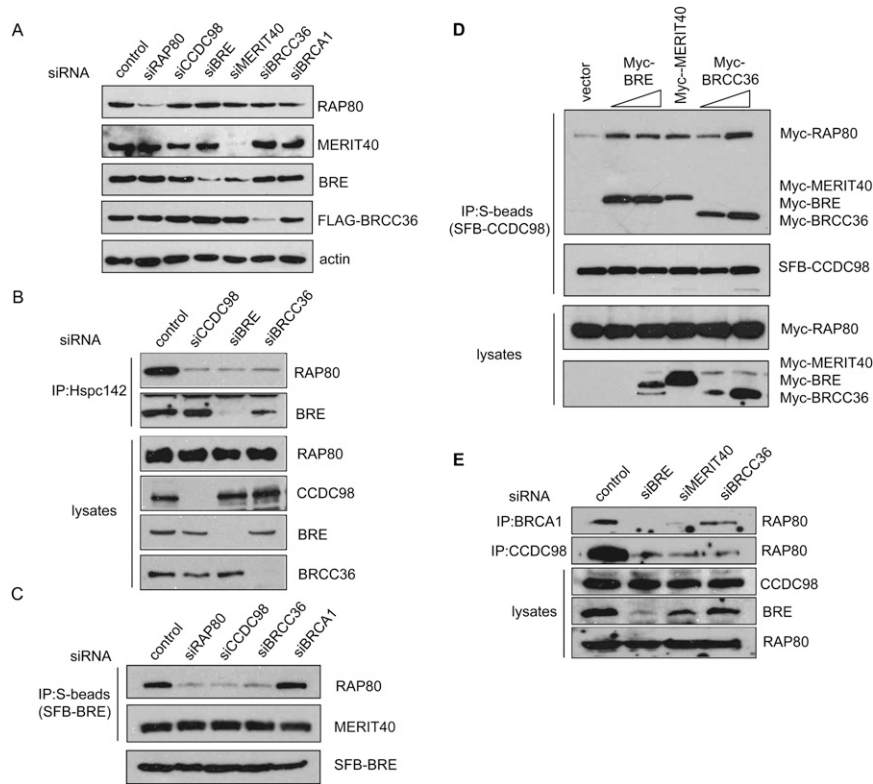 A
siRNA
control
siRAP80
siCCDC98
siBRE
siMERIT40
siBRCC36
siBRCA1
RAP80
MERIT40
BRE
FLAG-BRCC36
actin
B
siRNA
control
siCCDC98
siBRE
siBRCC36
IP:Hspc142
RAP80
BRE
lysates
RAP80
CCDC98
BRE
BRCC36
C
siRNA
control
siRAP80
siCCDC98
siBRCC36
siBRCA1
IP:S-beads
(SFB-BRE)
RAP80
MERIT40
SFB-BRE
D
vector
Myc-
BRE
Myc--MERIT40
Myc-
BRCC36
IP:S-beads
(SFB-CCDC98)
Myc-RAP80
Myc-MERIT40
Myc-BRE
Myc-BRCC36
SFB-CCDC98
lysates
Myc-RAP80
Myc-MERIT40
Myc-BRE
Myc-BRCC36
E
siRNA
control
siBRE
siMERIT40
siBRCC36
IP:BRCA1
RAP80
IP:CCDC98
RAP80
lysates
CCDC98
BRE
RAP80